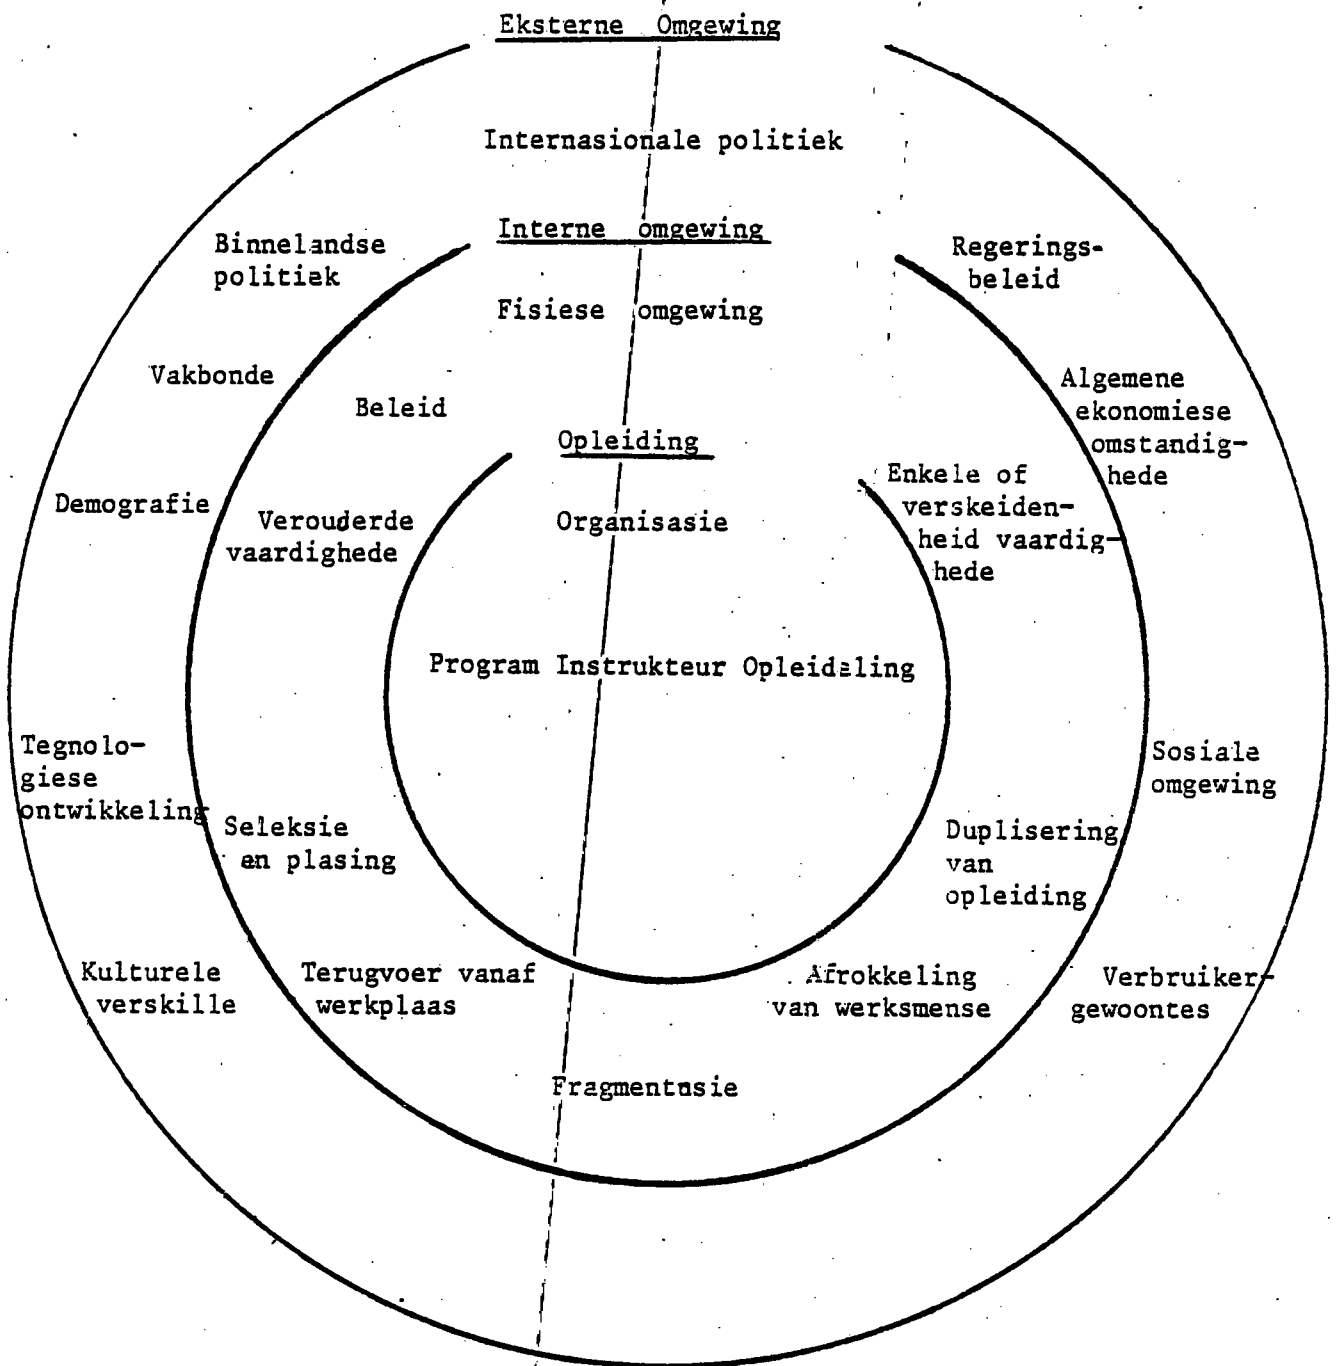 Eksterne Omgewing
Internasionale politiek
Binnelandse
politiek
Interne omgewing
Regerings-
beleid
Fisiese omgewing
Vakbonde
Beleid
Algemene
ekonomiese
omstandig-
hede
Opleiding
Demografie
Verouderde
vaardighede
Organisasie
Enkele of
verskeiden-
heid vaardig-
hede
Program Instrukteur Opleideling
Tegnolo-
giese
ontwikkeling
Sosiale
omgewing
Seleksie
en plasing
Duplisering
van
opleiding
Kulturele
verskille
Terugvoer vanaf
werkplaas
Afrokkeling
van werksmense
Verbruiker-
gewoontes
Fragmentasie